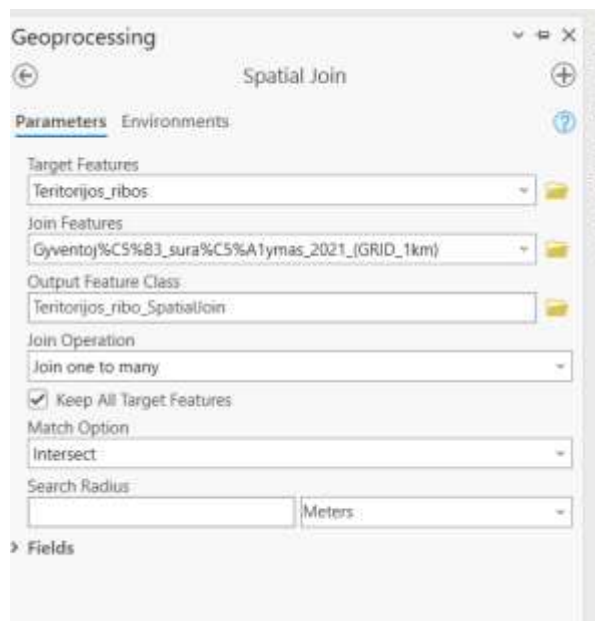 Geoprocessing
Spatial Join
Parameters Environments
Target Features
Teritorijos_ribos
Join Features
Gyventoj%C5%B3_sura%C5%A1ymas_2021_(GRID_1km)
Output Feature Class
Teritorijos_ribo_SpatialJoin
Join Operation
Join one to many
Keep All Target Features
Match Option
Intersect
Search Radius
Meters
Fields